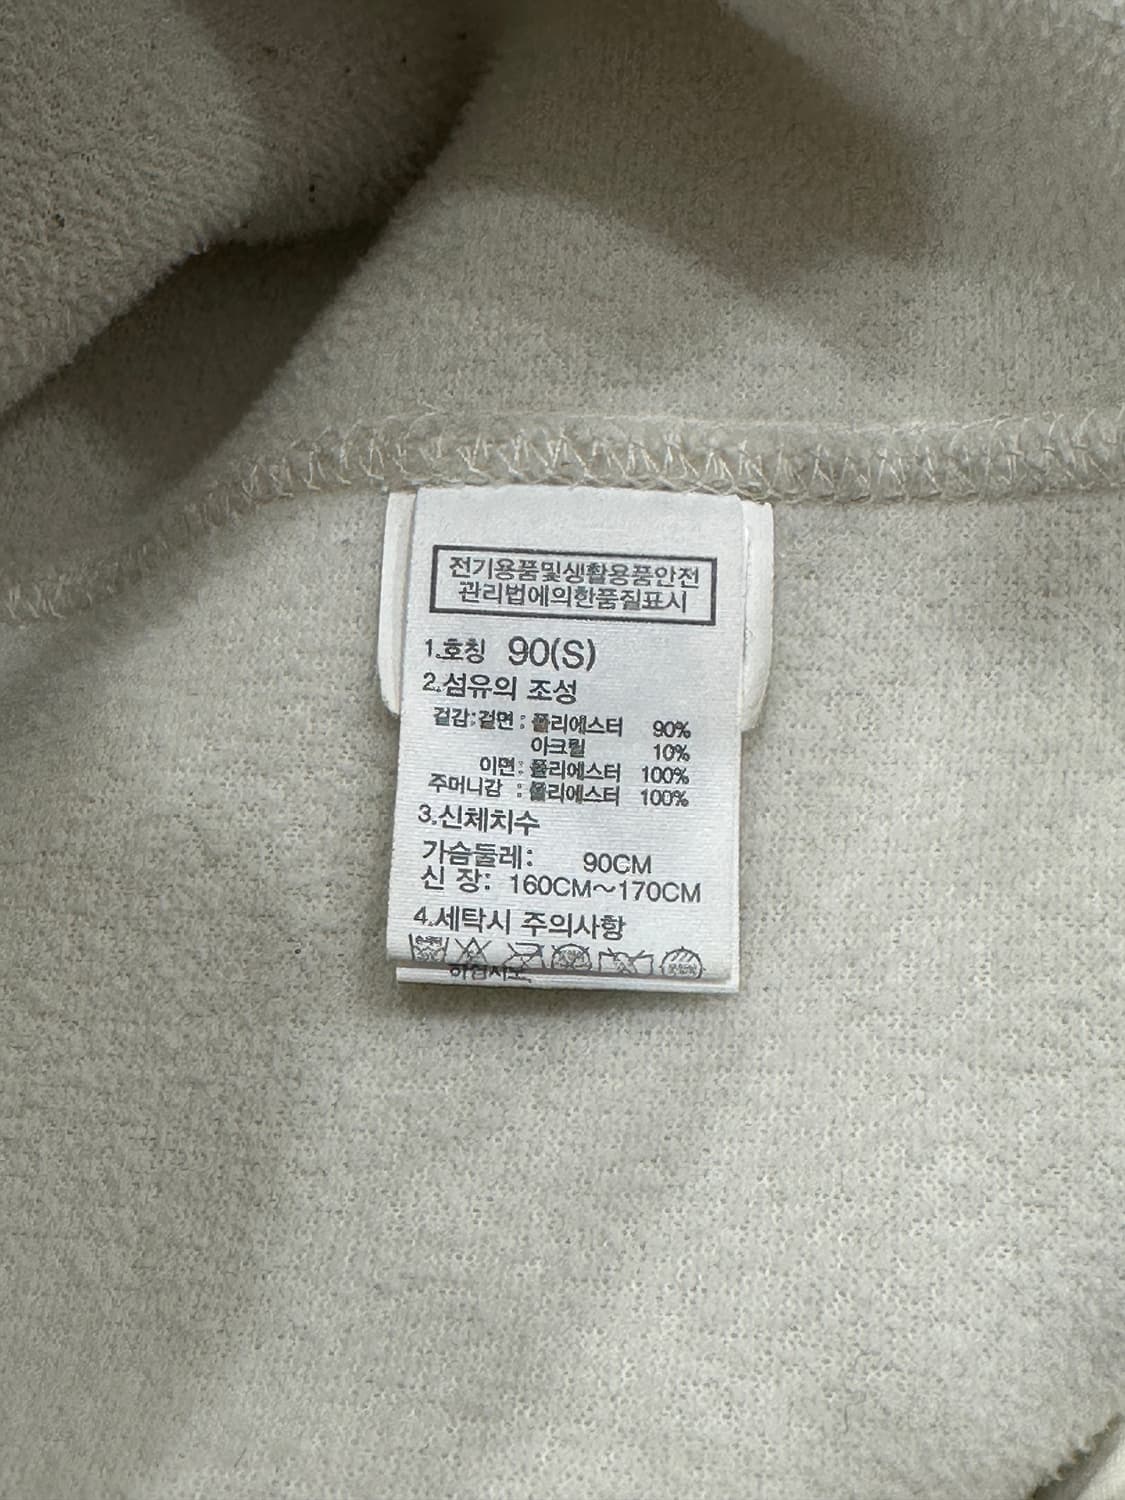 전기용품및생활용품안전
관리법에의한품질표시
1.호칭 90(S)
2.섬유의 조성
겉감:겉면 : 폴리에스터 90%
아크릴 10%
이면: 폴리에스터 100%
주머니감 : 폴리에스터 100%
3.신체치수
가슴둘레: 90CM
신 장: 160CM~170CM
4.세탁시 주의사항
하십시오